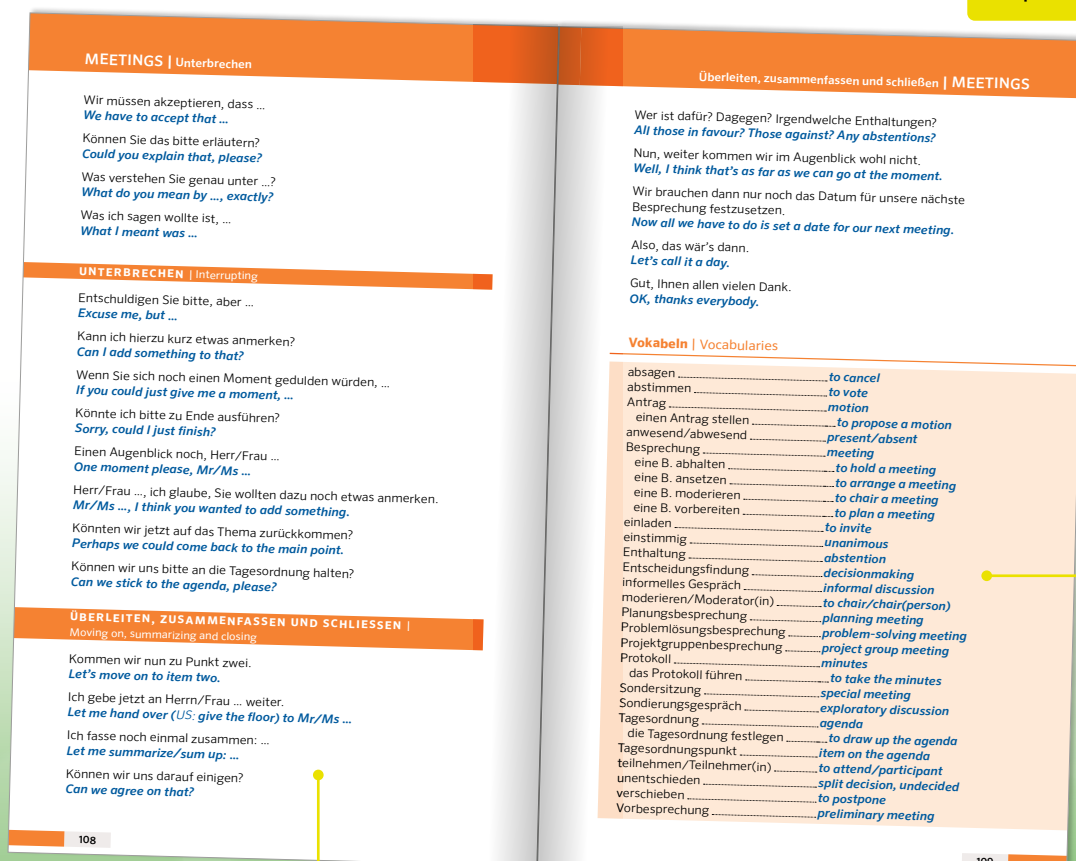 MEETINGS | Unterbrechen
Wir müssen akzeptieren, dass ...
We have to accept that ...
Können Sie das bitte erläutern?
Could you explain that, please?
Was verstehen Sie genau unter ...?
What do you mean by ..., exactly?
Was ich sagen wollte ist, ...
What I meant was ...
UNTERBRECHEN | Interrupting
Entschuldigen Sie bitte, aber ...
Excuse me, but ...
Kann ich hierzu kurz etwas anmerken?
Can I add something to that?
Wenn Sie sich noch einen Moment gedulden würden, ...
If you could just give me a moment, ...
Könnte ich bitte zu Ende ausführen?
Sorry, could I just finish?
Einen Augenblick noch, Herr/Frau ...
One moment please, Mr/Ms ...
Herr/Frau ..., ich glaube, Sie wollten dazu noch etwas anmerken.
Mr/Ms ..., I think you wanted to add something.
Könnten wir jetzt auf das Thema zurückkommen?
Perhaps we could come back to the main point.
Können wir uns bitte an die Tagesordnung halten?
Can we stick to the agenda, please?
ÜBERLEITEN, ZUSAMMENFASSEN UND SCHLIESSEN |
Moving on, summarizing and closing
Kommen wir nun zu Punkt zwei.
Let's move on to item two.
Ich gebe jetzt an Herrn/Frau ... weiter.
Let me hand over (US: give the floor) to Mr/Ms ...
Ich fasse noch einmal zusammen: ...
Let me summarize/sum up: ...
Können wir uns darauf einigen?
Can we agree on that?
108
Überleiten, zusammenfassen und schließen | MEETINGS
Wer ist dafür? Dagegen? Irgendwelche Enthaltungen?
All those in favour? Those against? Any abstentions?
Nun, weiter kommen wir im Augenblick wohl nicht.
Well, I think that's as far as we can go at the moment.
Wir brauchen dann nur noch das Datum für unsere nächste
Besprechung festzusetzen.
Now all we have to do is set a date for our next meeting.
Also, das wär's dann.
Let's call it a day.
Gut, Ihnen allen vielen Dank.
OK, thanks everybody.
Vokabeln | Vocabularies
absagen to cancel
abstimmen to vote
Antrag motion
einen Antrag stellen to propose a motion
anwesend/abwesend present/absent
Besprechung meeting
eine B. abhalten to hold a meeting
eine B. ansetzen to arrange a meeting
eine B. moderieren to chair a meeting
eine B. vorbereiten to plan a meeting
einladen to invite
einstimmig unanimous
Enthaltung abstention
Entscheidungsfindung decisionmaking
informelles Gespräch informal discussion
moderieren/Moderator(in) to chair/chair(person)
Planungsbesprechung planning meeting
Problemlösungsbesprechung problem-solving meeting
Projektgruppenbesprechung project group meeting
Protokoll minutes
das Protokoll führen to take the minutes
Sondersitzung special meeting
Sondierungsgespräch exploratory discussion
Tagesordnung agenda
die Tagesordnung festlegen to draw up the agenda
Tagesordnungspunkt item on the agenda
teilnehmen/Teilnehmer(in) to attend/participant
unentschieden split decision, undecided
verschieben to postpone
Vorbesprechung preliminary meeting